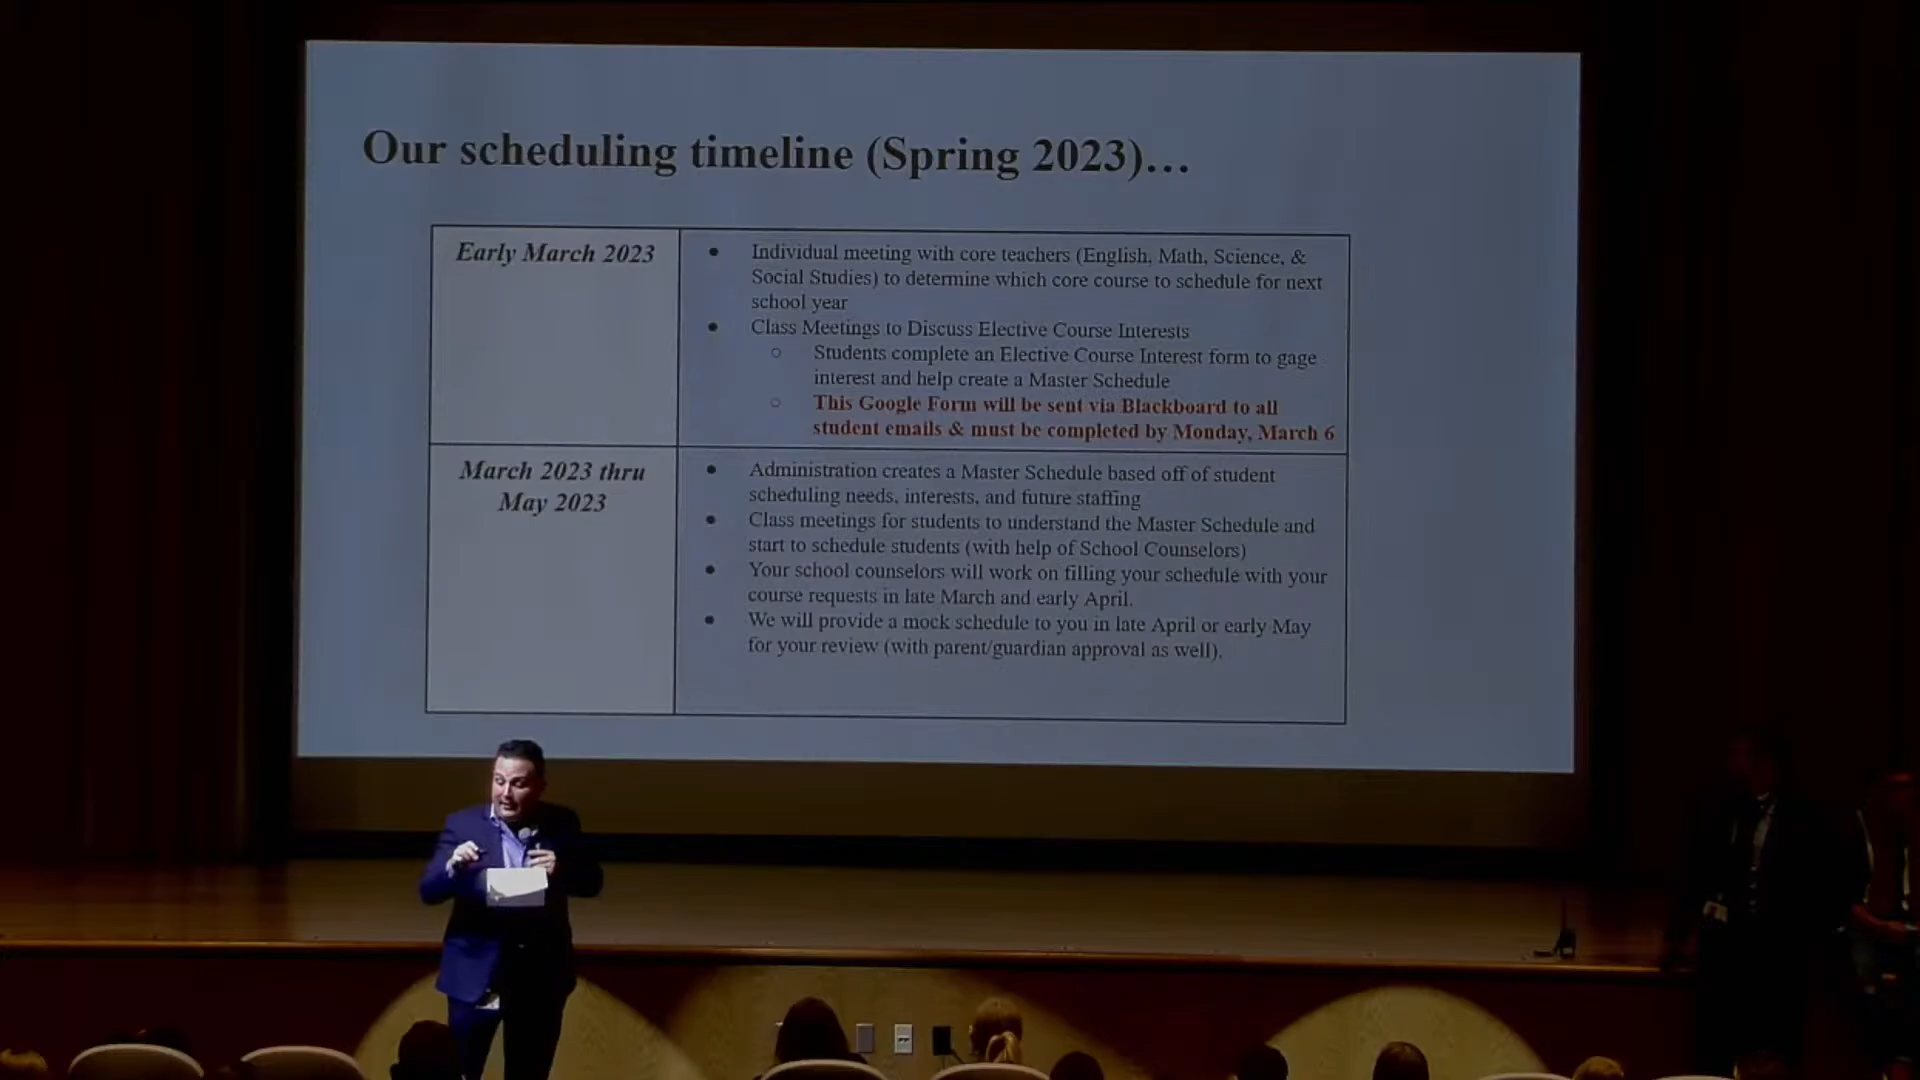 Our scheduling timeline (Spring 2023)…
Early March 2023
• Individual meeting with core teachers (English, Math, Science, &
Social Studies) to determine which core course to schedule for next
school year
• Class Meetings to Discuss Elective Course Interests
○ Students complete an Elective Course Interest form to gage
interest and help create a Master Schedule
○ This Google Form will be sent via Blackboard to all
student emails & must be completed by Monday, March 6
March 2023 thru
May 2023
• Administration creates a Master Schedule based off of student
scheduling needs, interests, and future staffing
• Class meetings for students to understand the Master Schedule and
start to schedule students (with help of School Counselors)
• Your school counselors will work on filling your schedule with your
course requests in late March and early April.
• We will provide a mock schedule to you in late April or early May
for your review (with parent/guardian approval as well).